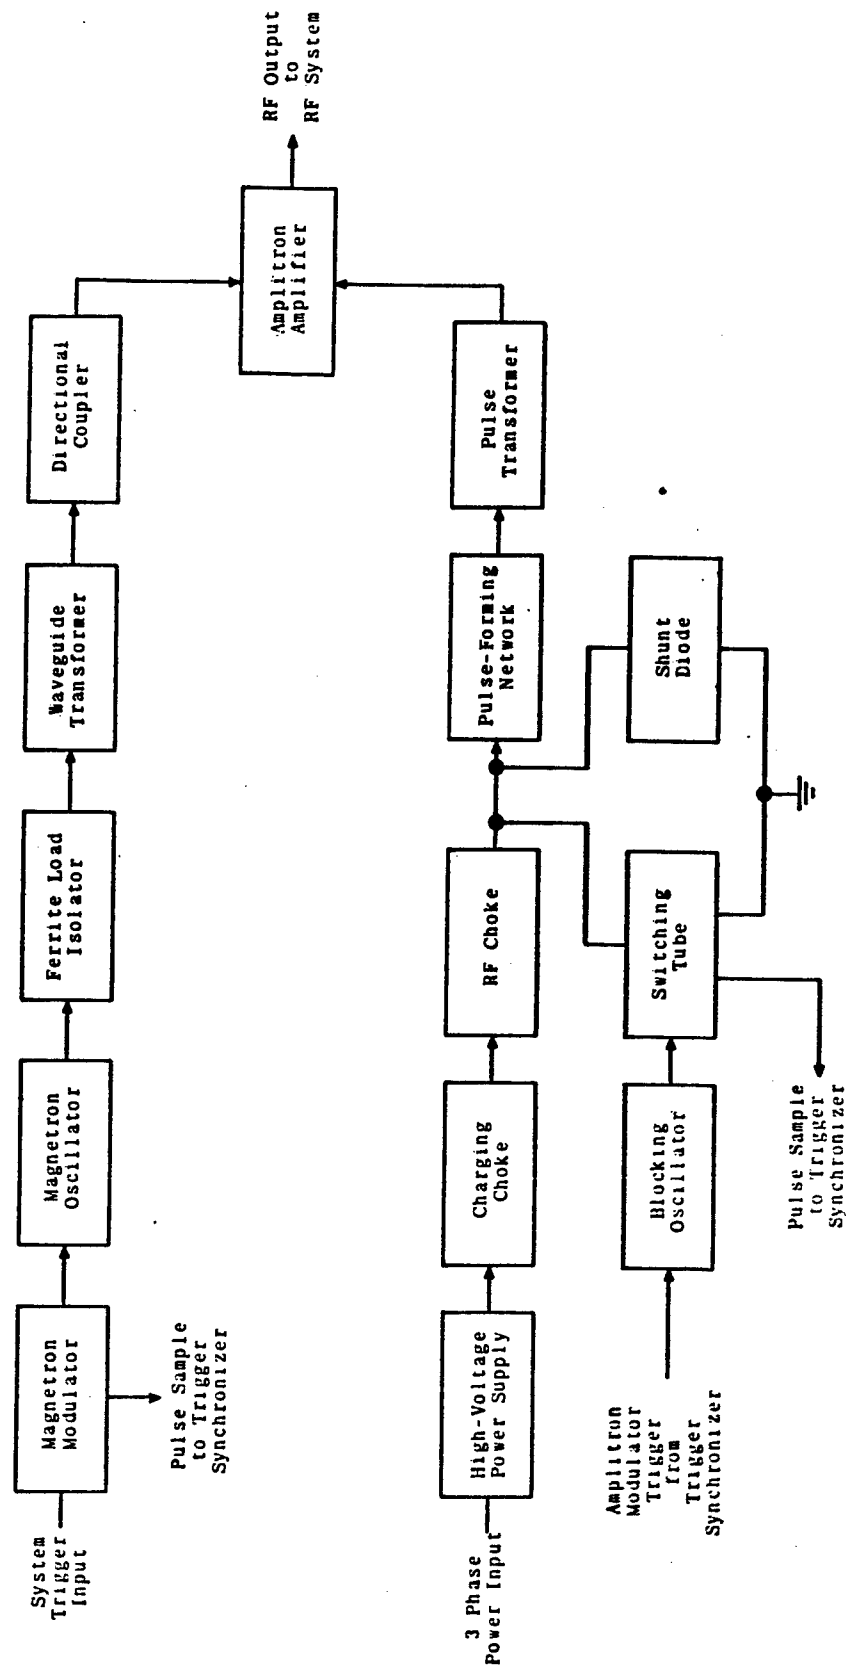 System
Trigger
Input
Magnetron
Modulator
Pulse Sample
to Trigger
Synchronizer
Magnetron
Oscillator
Ferrite Load
Isolator
Waveguide
Transformer
Directional
Coupler
Amplitron
Amplifier
RF Output
to
RF System
3 Phase
Power Input
High-Voltage
Power Supply
Charging
Choke
RF Choke
Pulse-Forming
Network
Pulse
Transformer
Amplitron
Modulator
Trigger
from
Trigger
Synchronizer
Blocking
Oscillator
Switching
Tube
Shunt
Diode
Pulse Sample
to Trigger
Synchronizer